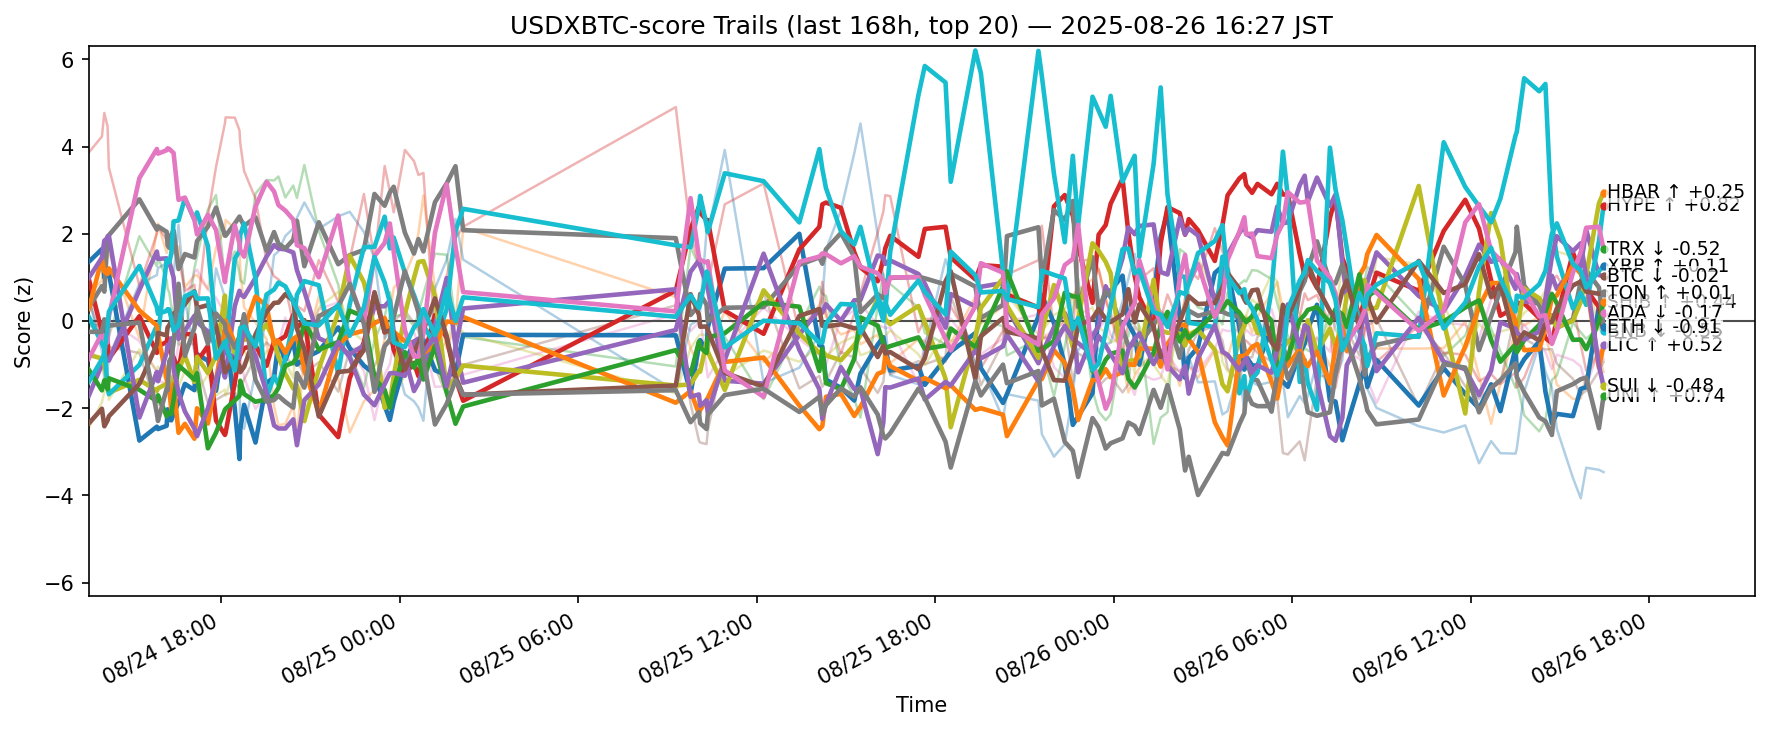 USDXBTC-score Trails (last 168h, top 20) — 2025-08-26 16:27 JST
Score (z)
6
4
2
0
−2
−4
−6
HBAR ↑ +0.25
HYPE ↑ +0.82
TRX ↓ -0.52
XRP ↑ +0.11
BTC ↓ -0.02
TON ↑ +0.01
SHIB ↑ +0.44
ADA ↓ -0.17
ETH ↓ -0.91
LTC ↑ +0.52
SUI ↓ -0.48
UNI ↑ +0.74
08/24 18:00
08/25 00:00
08/25 06:00
08/25 12:00
08/25 18:00
08/26 00:00
08/26 06:00
08/26 12:00
08/26 18:00
Time